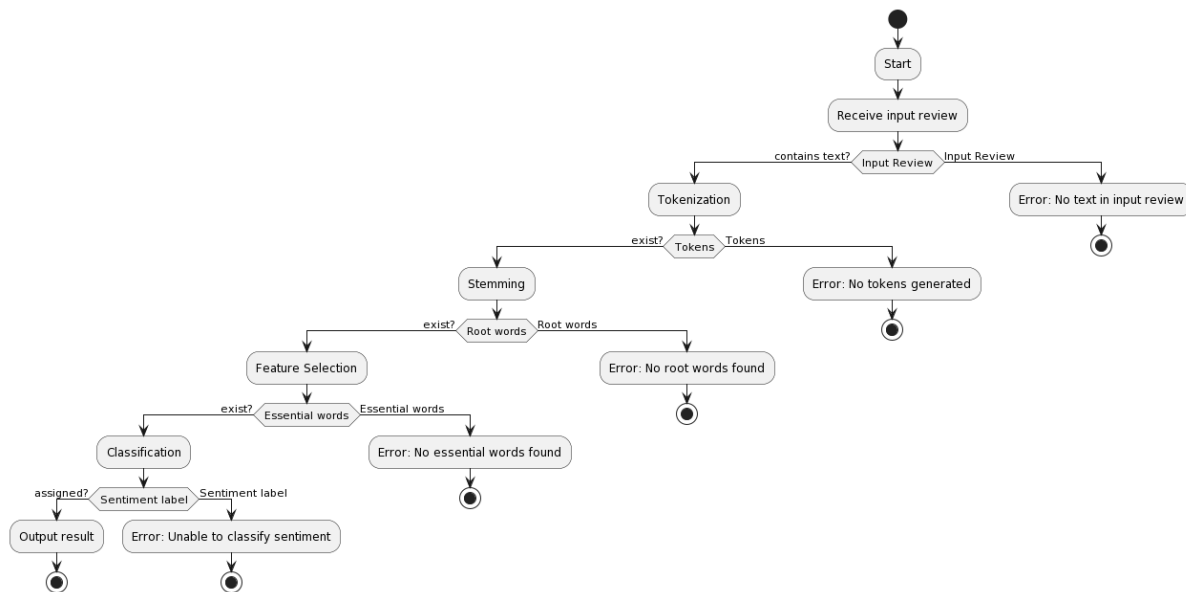 Start
Receive input review
contains text?
Input Review
Input Review
Tokenization
Error: No text in input review
exist?
Tokens
Tokens
Stemming
Error: No tokens generated
exist?
Root words
Root words
Feature Selection
Error: No root words found
exist?
Essential words
Essential words
Classification
Error: No essential words found
assigned?
Sentiment label
Sentiment label
Output result
Error: Unable to classify sentiment